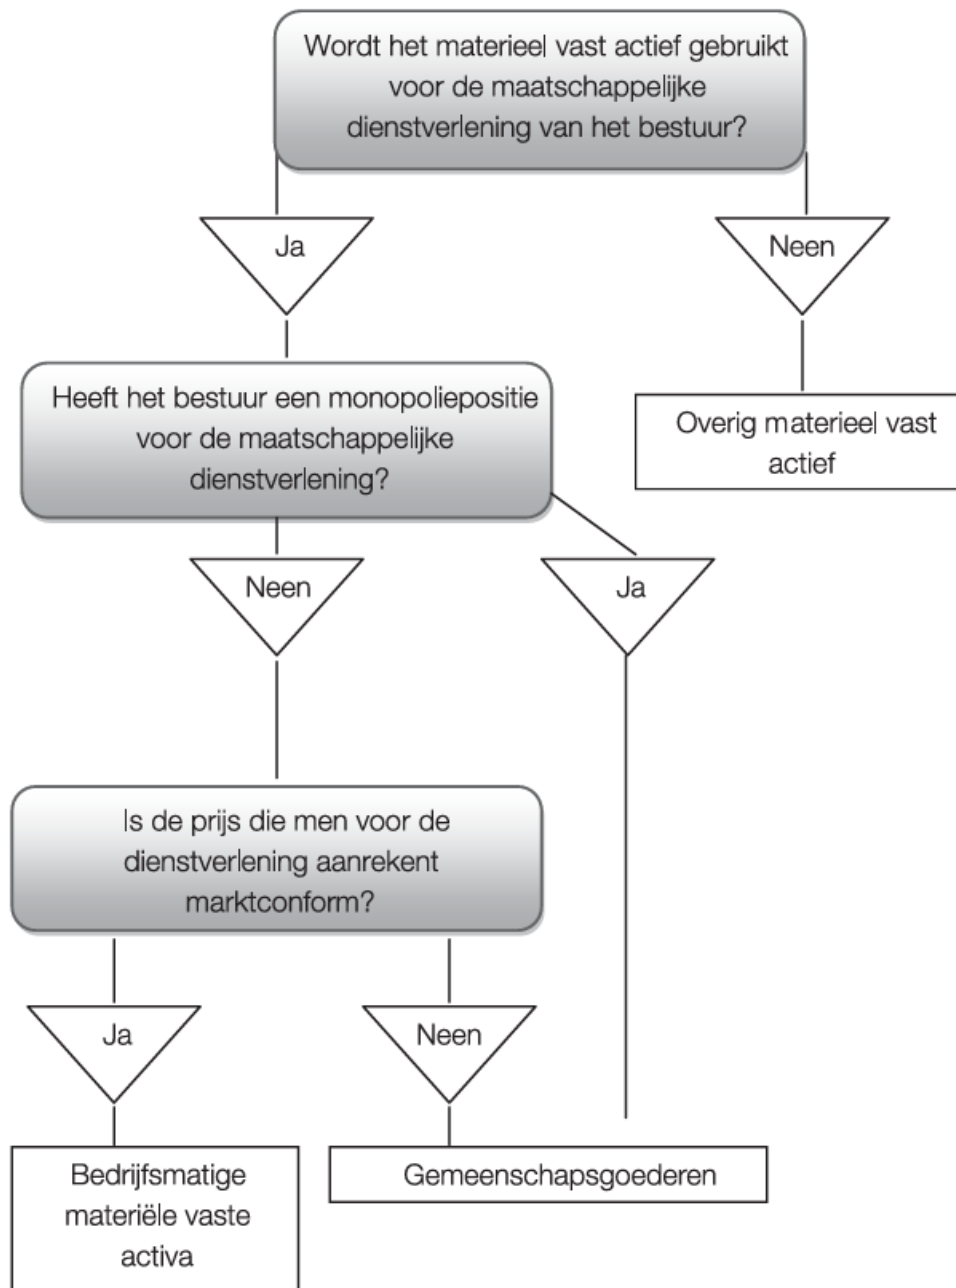 Wordt het materieel vast actief gebruikt
voor de maatschappelijke
dienstverlening van het bestuur?
Ja
Neen
Heeft het bestuur een monopoliepositie
voor de maatschappelijke
dienstverlening?
Overig materieel vast
actief
Neen
Ja
Is de prijs die men voor de
dienstverlening aanrekent
marktconform?
Ja
Neen
Bedrijfsmatige
materiële vaste
activa
Gemeenschapsgoederen